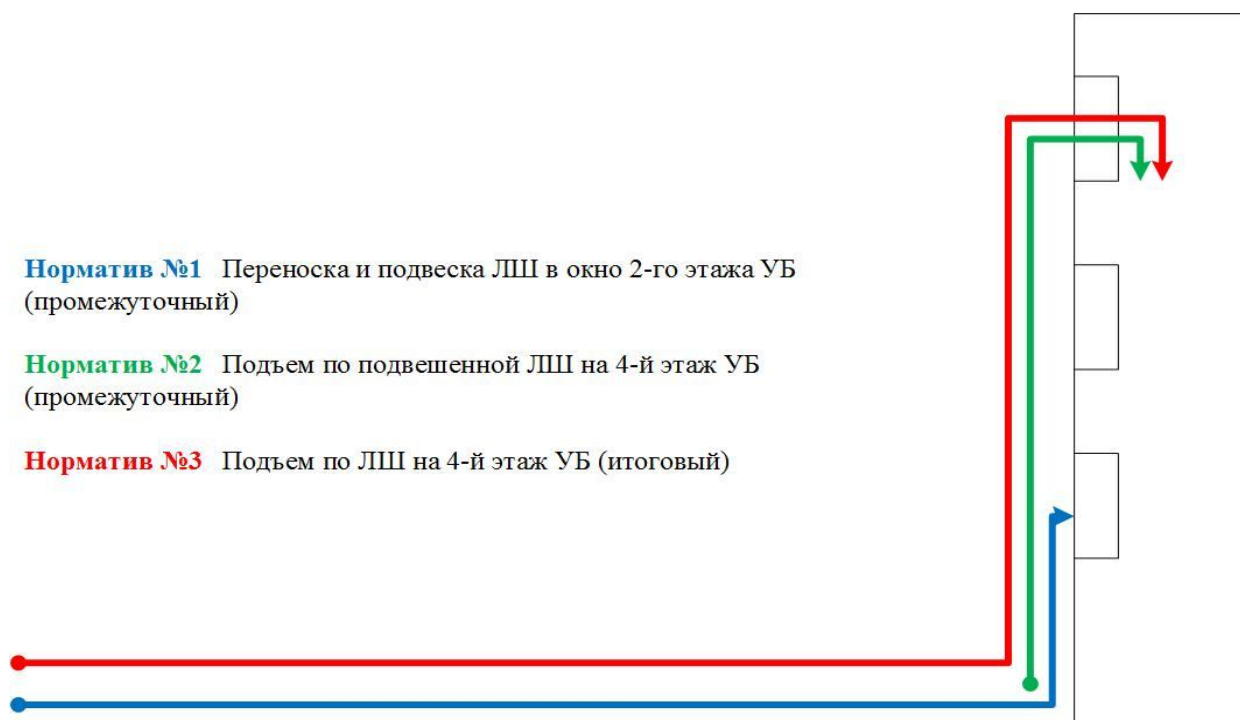 Норматив №1 Переноска и подвеска ЛШ в окно 2-го этажа УБ
(промежуточный)
Норматив №2 Подъем по подвешенной ЛШ на 4-й этаж УБ
(промежуточный)
Норматив №3 Подъем по ЛШ на 4-й этаж УБ (итоговый)